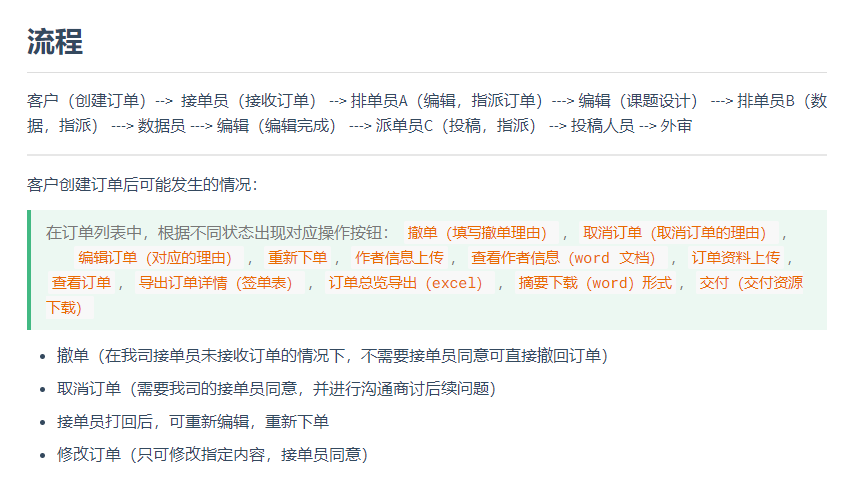 流程
客户（创建订单）--> 接单员（接收订单） --> 排单员A（编辑，指派订单）---> 编辑（课题设计） ---> 排单员B（数
据，指派） ---> 数据员 ---> 编辑（编辑完成） ---> 派单员C（投稿，指派） --> 投稿人员 --> 外审
客户创建订单后可能发生的情况：
在订单列表中，根据不同状态出现对应操作按钮： 撤单（填写撤单理由） ， 取消订单（取消订单的理由） ，
编辑订单（对应的理由） ， 重新下单 ， 作者信息上传 ， 查看作者信息（word 文档） ， 订单资料上传 ，
查看订单 ， 导出订单详情（签单表） ， 订单总览导出（excel） ， 摘要下载（word）形式 ， 交付（交付资源
下载）
• 撤单（在我司接单员未接收订单的情况下，不需要接单员同意可直接撤回订单）
• 取消订单（需要我司的接单员同意，并进行沟通商讨后续问题）
• 接单员打回后，可重新编辑，重新下单
• 修改订单（只可修改指定内容，接单员同意）